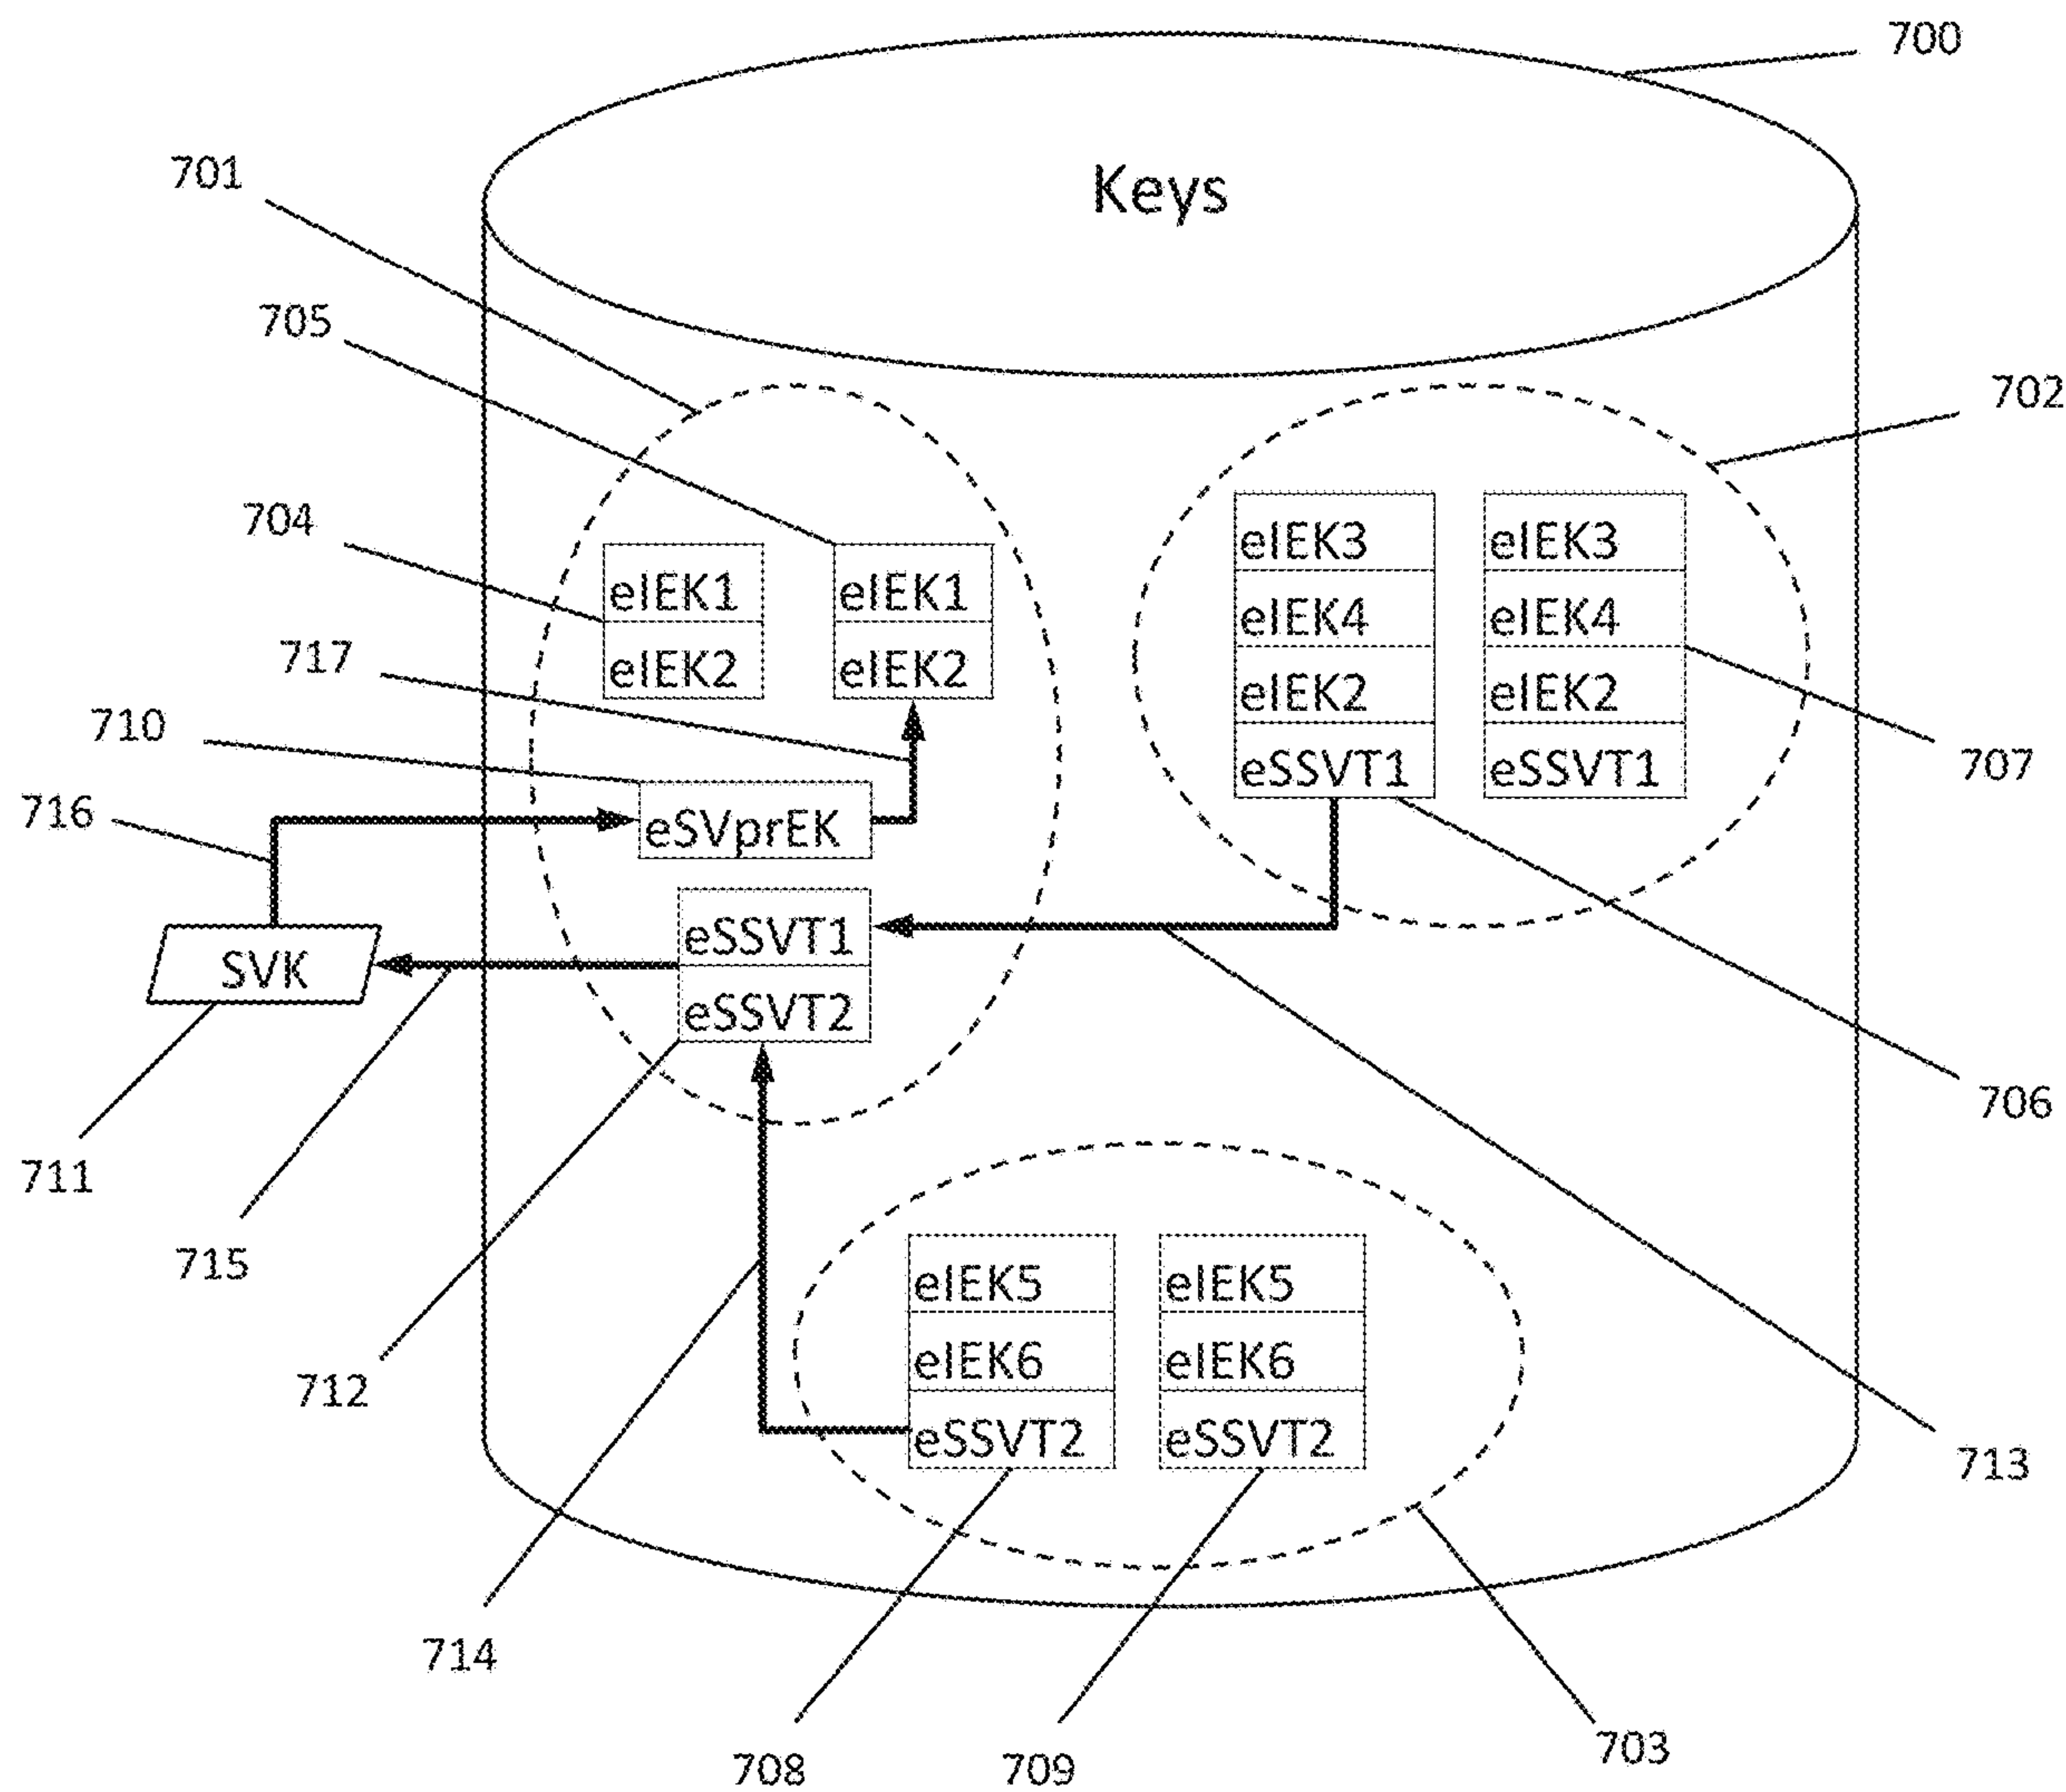 700
Keys
701
705
702
704
eIEK1
eIEK2
eIEK1
eIEK2
eIEK3
eIEK4
eIEK2
eSSVT1
eIEK3
eIEK4
eIEK2
eSSVT1
717
710
707
716
eSVprEK
SVK
eSSVT1
eSSVT2
706
711
715
712
eIEK5
eIEK6
eSSVT2
eIEK5
eIEK6
eSSVT2
713
714
708
709
703